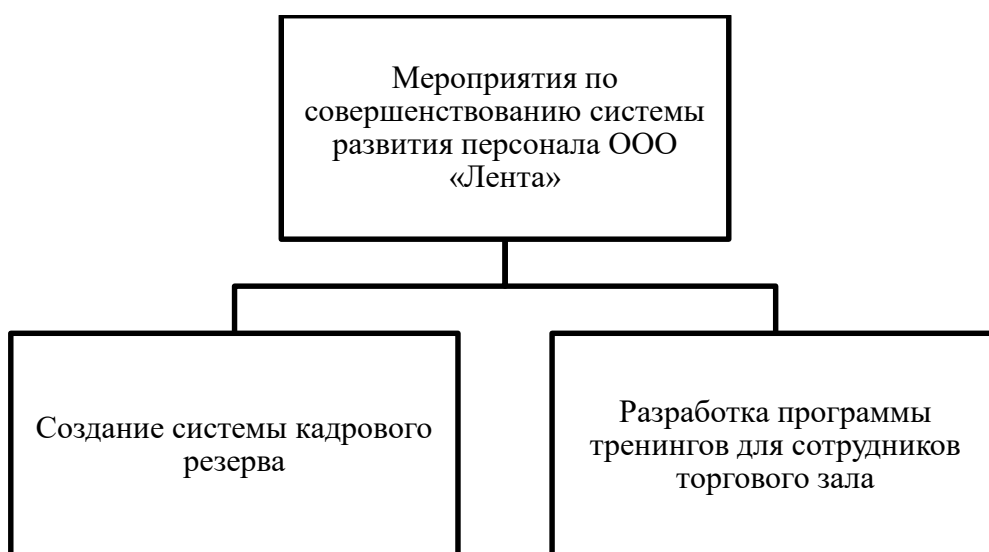 Мероприятия по
совершенствованию системы
развития персонала ООО
«Лента»
Создание системы кадрового
резерва
Разработка программы
тренингов для сотрудников
торгового зала